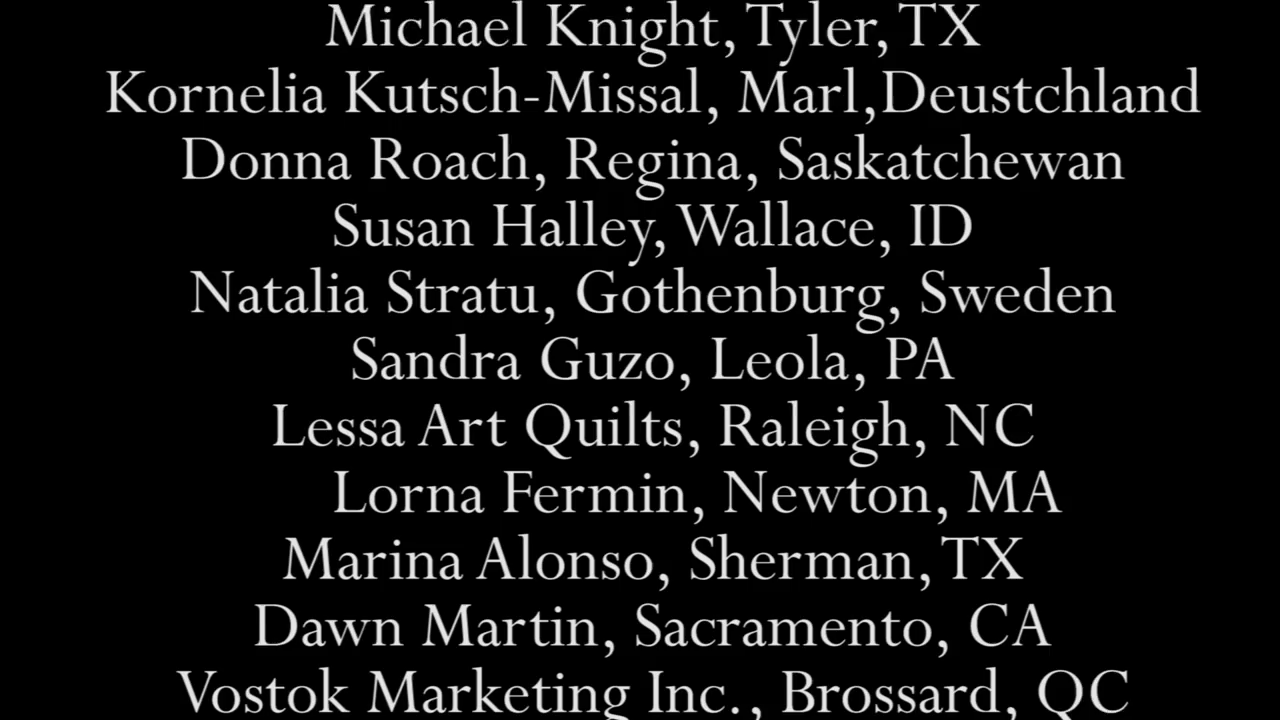 Michael Knight, Tyler, TX
Kornelia Kutsch-Missal, Marl,Deustchland
Donna Roach, Regina, Saskatchewan
Susan Halley, Wallace, ID
Natalia Stratu, Gothenburg, Sweden
Sandra Guzo, Leola, PA
Lessa Art Quilts, Raleigh, NC
Lorna Fermin, Newton, MA
Marina Alonso, Sherman, TX
Dawn Martin, Sacramento, CA
Vostok Marketing Inc., Brossard, QC